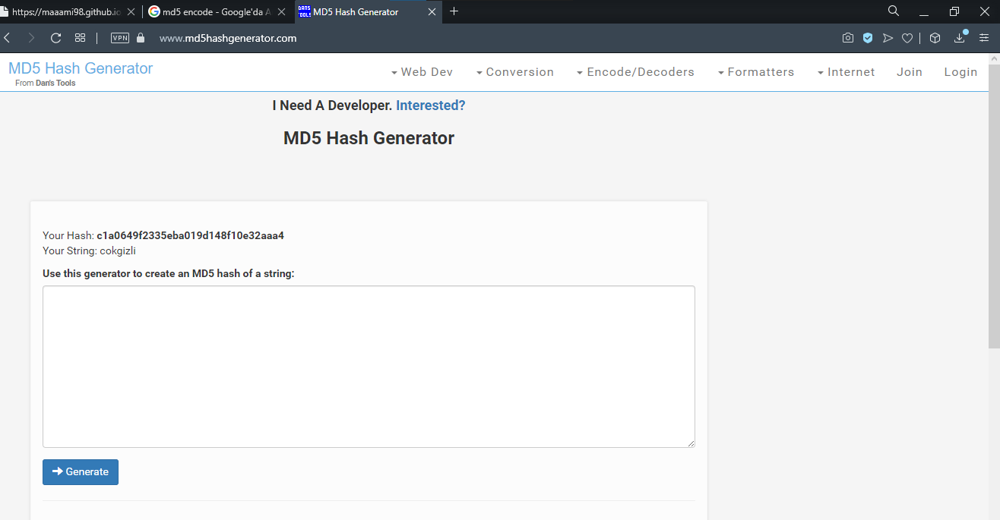 https://maaami98.github.io
md5 encode - Google'da A
DANS TOOLS
MD5 Hash Generator
VPN
www.md5hashgenerator.com
MD5 Hash Generator
From Dan's Tools
Web Dev
Conversion
Encode/Decoders
Formatters
Internet
Join
Login
I Need A Developer. Interested?
MD5 Hash Generator
Your Hash: c1a0649f2335eba019d148f10e32aaa4
Your String: cokgizli
Use this generator to create an MD5 hash of a string:
Generate